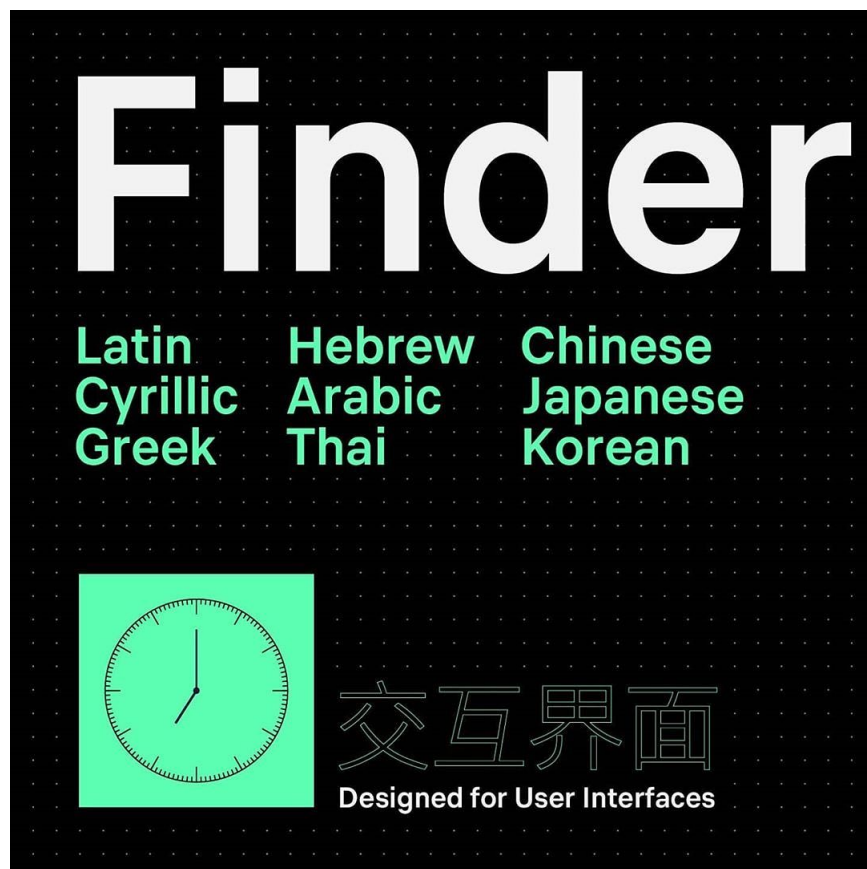 Finder
Latin
Cyrillic
Greek
Hebrew
Arabic
Thai
Chinese
Japanese
Korean
交互界面
Designed for User Interfaces